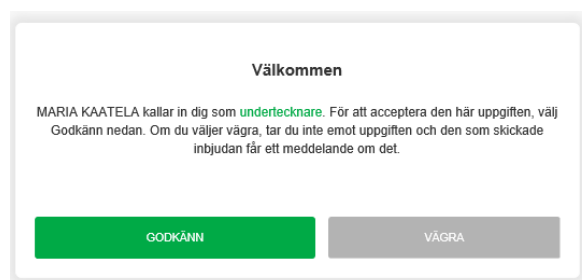 Välkommen
MARIA KAATELA kallar in dig som undertecknare. För att acceptera den här uppgiften, välj
Godkänn nedan. Om du väljer vägra, tar du inte emot uppgiften och den som skickade
inbjudan får ett meddelande om det.
GODKÄNN
VÄGRA